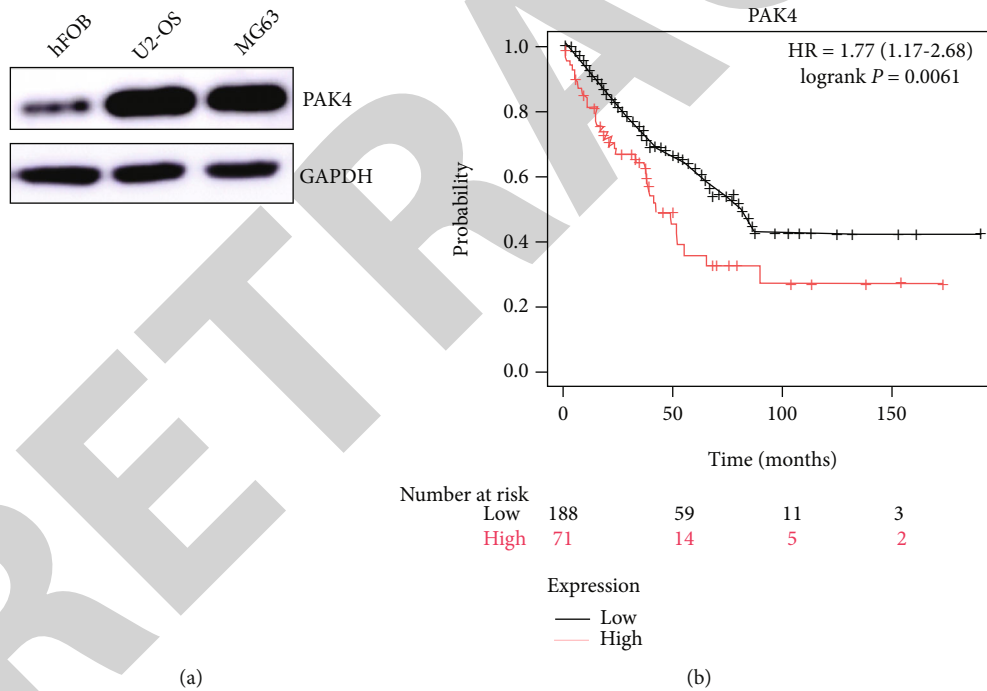 hFOB
U2-OS
MG63
PAK4
GAPDH
(a)
PAK4
HR = 1.77 (1.17-2.68)
logrank P = 0.0061
1.0
0.8
0.6
0.4
0.2
0.0
Probability
0 50 100 150
Time (months)
Number at risk
Low 188 59 11 3
High 71 14 5 2
Expression
Low
High
(b)
RETRAC